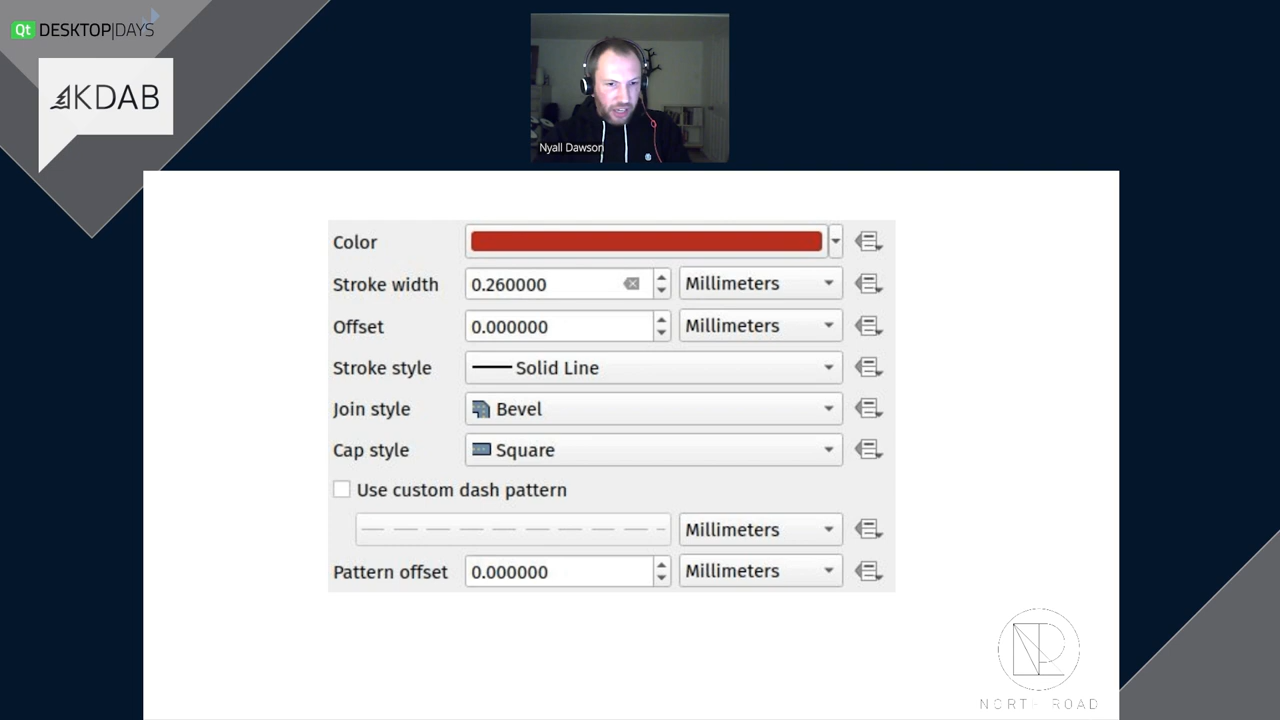 Qt DESKTOP|DAYS
KDAB
Nyall Dawson
Color
Stroke width 0.260000 Millimeters
Offset 0.000000 Millimeters
Stroke style Solid Line
Join style Bevel
Cap style Square
Use custom dash pattern
Millimeters
Pattern offset 0.000000 Millimeters
NORTH ROAD